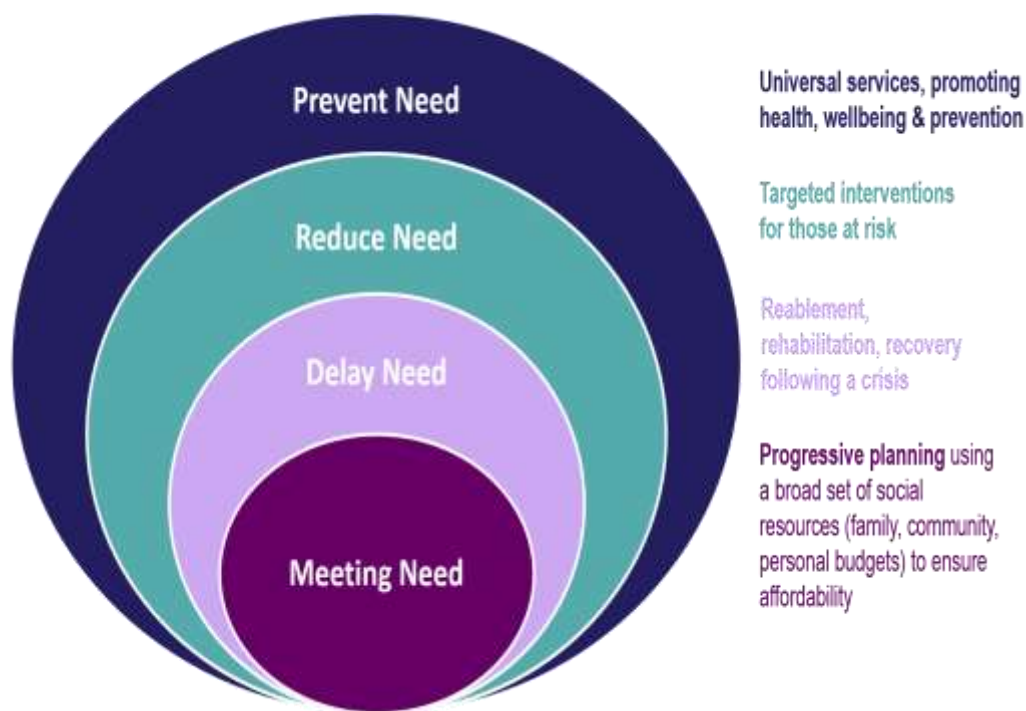 Prevent Need
Universal services, promoting
health, wellbeing & prevention
Reduce Need
Targeted interventions
for those at risk
Delay Need
Reablement,
rehabilitation, recovery
following a crisis
Meeting Need
Progressive planning using
a broad set of social
resources (family, community,
personal budgets) to ensure
affordability